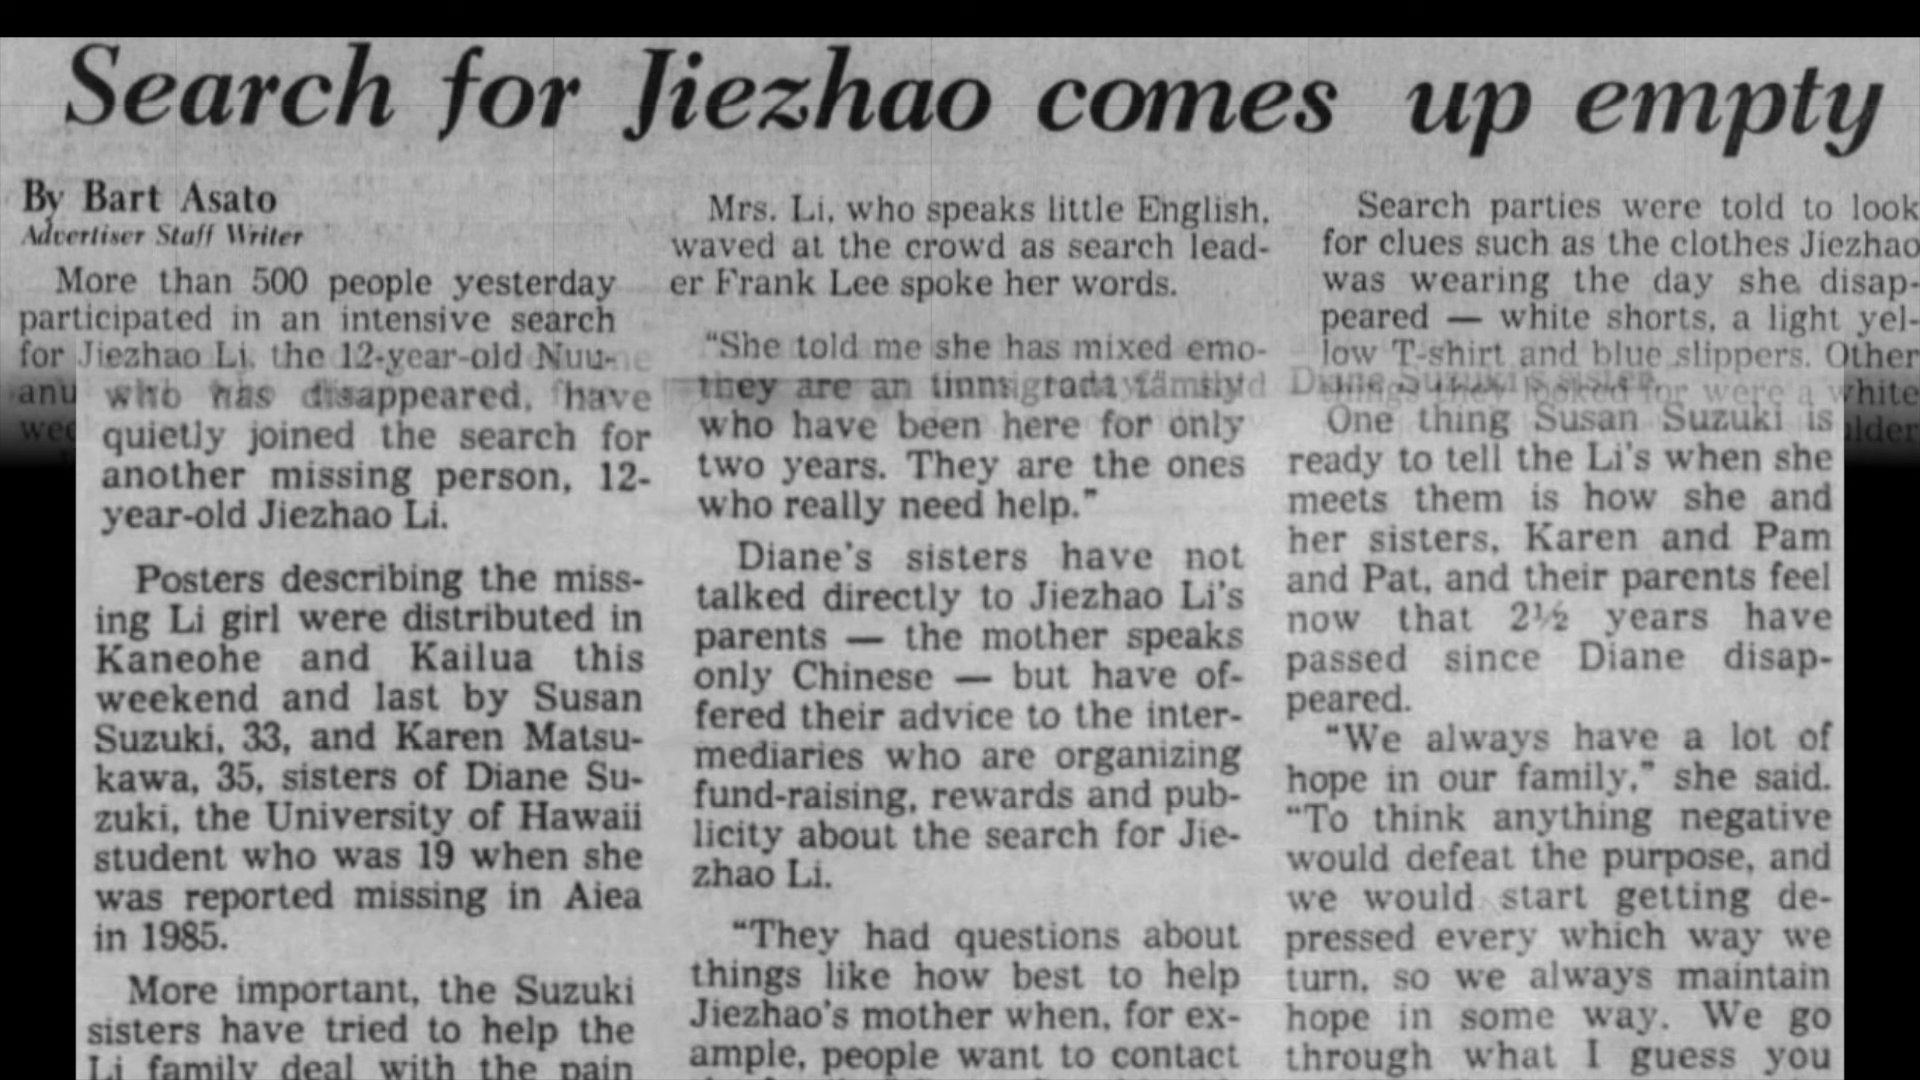 Search for Jiezhao comes up empty
By Bart Asato
Advertiser Staff Writer
More than 500 people yesterday
participated in an intensive search
for Jiezhao Li, the 12-year-old Nuu-
anu
who has disappeared, have
quietly joined the search for
another missing person, 12-
year-old Jiezhao Li.
Posters describing the miss-
ing Li girl were distributed in
Kaneohe and Kailua this
weekend and last by Susan
Suzuki, 33, and Karen Matsu-
kawa, 35, sisters of Diane Su-
zuki, the University of Hawaii
student who was 19 when she
was reported missing in Aiea
in 1985.
More important, the Suzuki
sisters have tried to help the
Li family deal with the pain
Mrs. Li, who speaks little English,
waved at the crowd as search lead-
er Frank Lee spoke her words.
"She told me she has mixed emo-
they are an
who have been here for only
two years. They are the ones
who really need help."
Diane's sisters have not
talked directly to Jiezhao Li's
parents — the mother speaks
only Chinese — but have of-
fered their advice to the inter-
mediaries who are organizing
fund-raising, rewards and pub-
licity about the search for Jie-
zhao Li.
"They had questions about
things like how best to help
Jiezhao's mother when, for ex-
ample, people want to contact
Search parties were told to look
for clues such as the clothes Jiezhao
was wearing the day she disap-
peared — white shorts, a light yel-
low T-shirt and blue slippers. Other
things they looked for were a white
One thing Susan Suzuki is
ready to tell the Li's when she
meets them is how she and
her sisters, Karen and Pam
and Pat, and their parents feel
now that 2½ years have
passed since Diane disap-
peared.
"We always have a lot of
hope in our family," she said.
"To think anything negative
would defeat the purpose, and
we would start getting de-
pressed every which way we
turn, so we always maintain
hope in some way. We go
through what I guess you